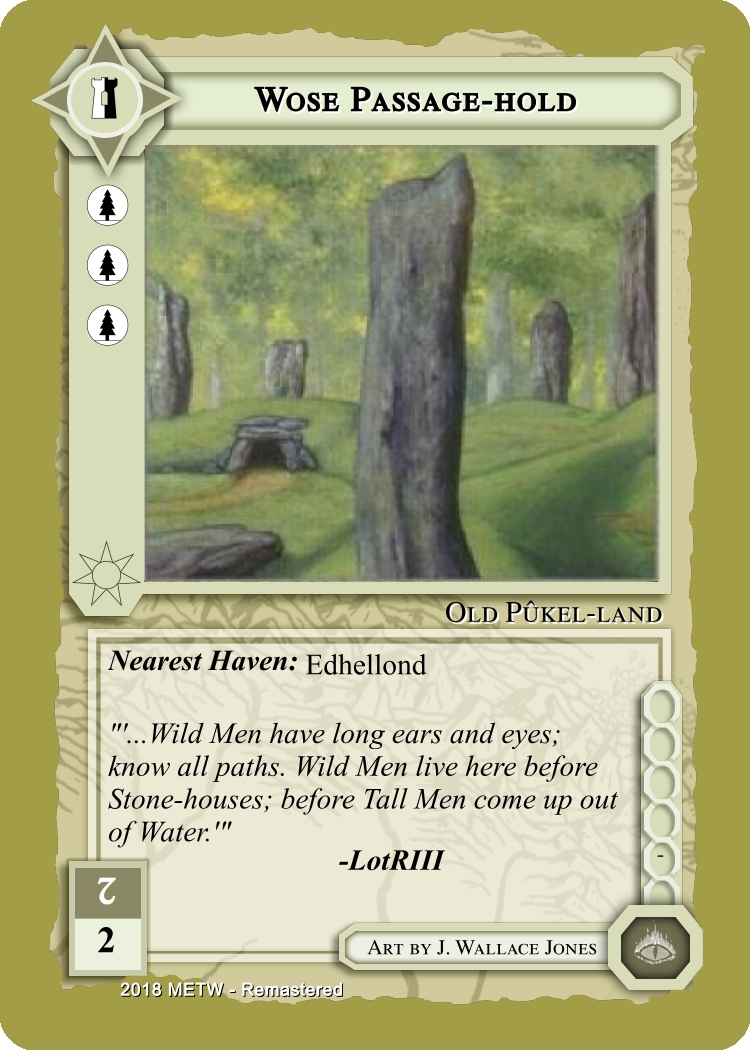 Wose Passage-hold
Old Pûkel-land
Nearest Haven: Edhellond
"'...Wild Men have long ears and eyes;
know all paths. Wild Men live here before
Stone-houses; before Tall Men come up out
of Water.'"
-LotRIII
-
2
2
Art by J. Wallace Jones
2018 METW - Remastered